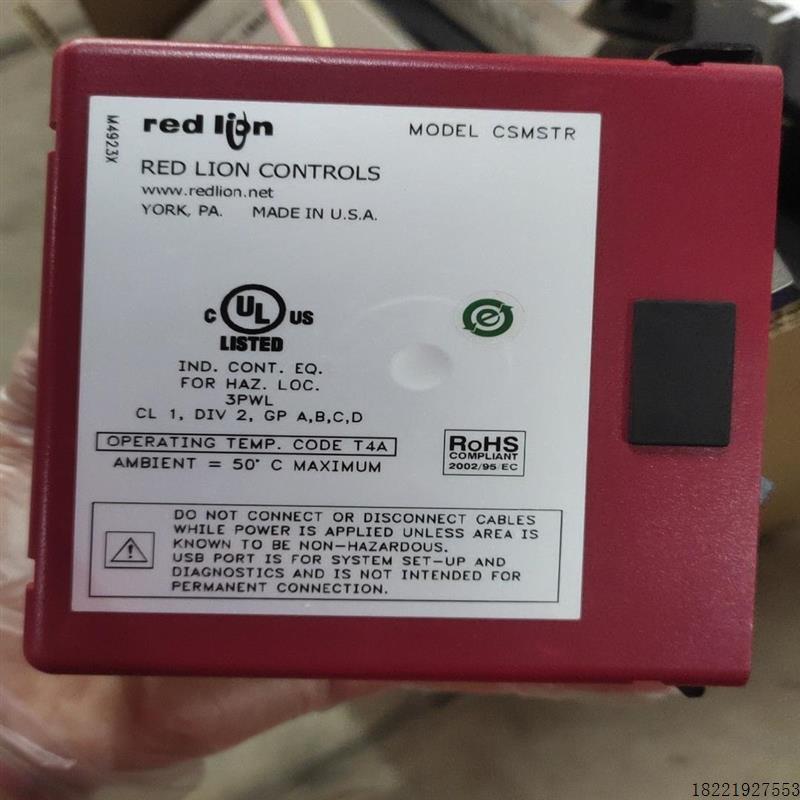 M4923X
red lion
MODEL CSMSTR
RED LION CONTROLS
www.redlion.net
YORK, PA. MADE IN U.S.A.
C UL US
LISTED
IND. CONT. EQ.
FOR HAZ. LOC.
3PWL
CL 1, DIV 2, GP A,B,C,D
OPERATING TEMP. CODE T4A
AMBIENT = 50° C MAXIMUM
e
RoHS
COMPLIANT
2002/95/EC
DO NOT CONNECT OR DISCONNECT CABLES
WHILE POWER IS APPLIED UNLESS AREA IS
KNOWN TO BE NON-HAZARDOUS.
USB PORT IS FOR SYSTEM SET-UP AND
DIAGNOSTICS AND IS NOT INTENDED FOR
PERMANENT CONNECTION.
18221927553